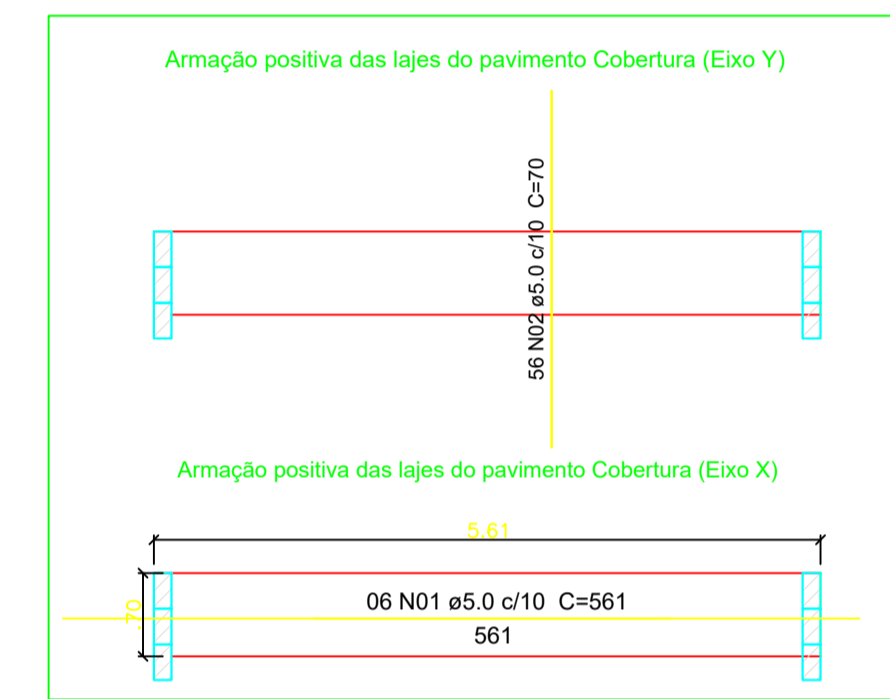 Armação positiva das lajes do pavimento Cobertura (Eixo Y)
56 N02 ø5.0 c/10 C=70
Armação positiva das lajes do pavimento Cobertura (Eixo X)
5.61
.70
06 N01 ø5.0 c/10 C=561
561